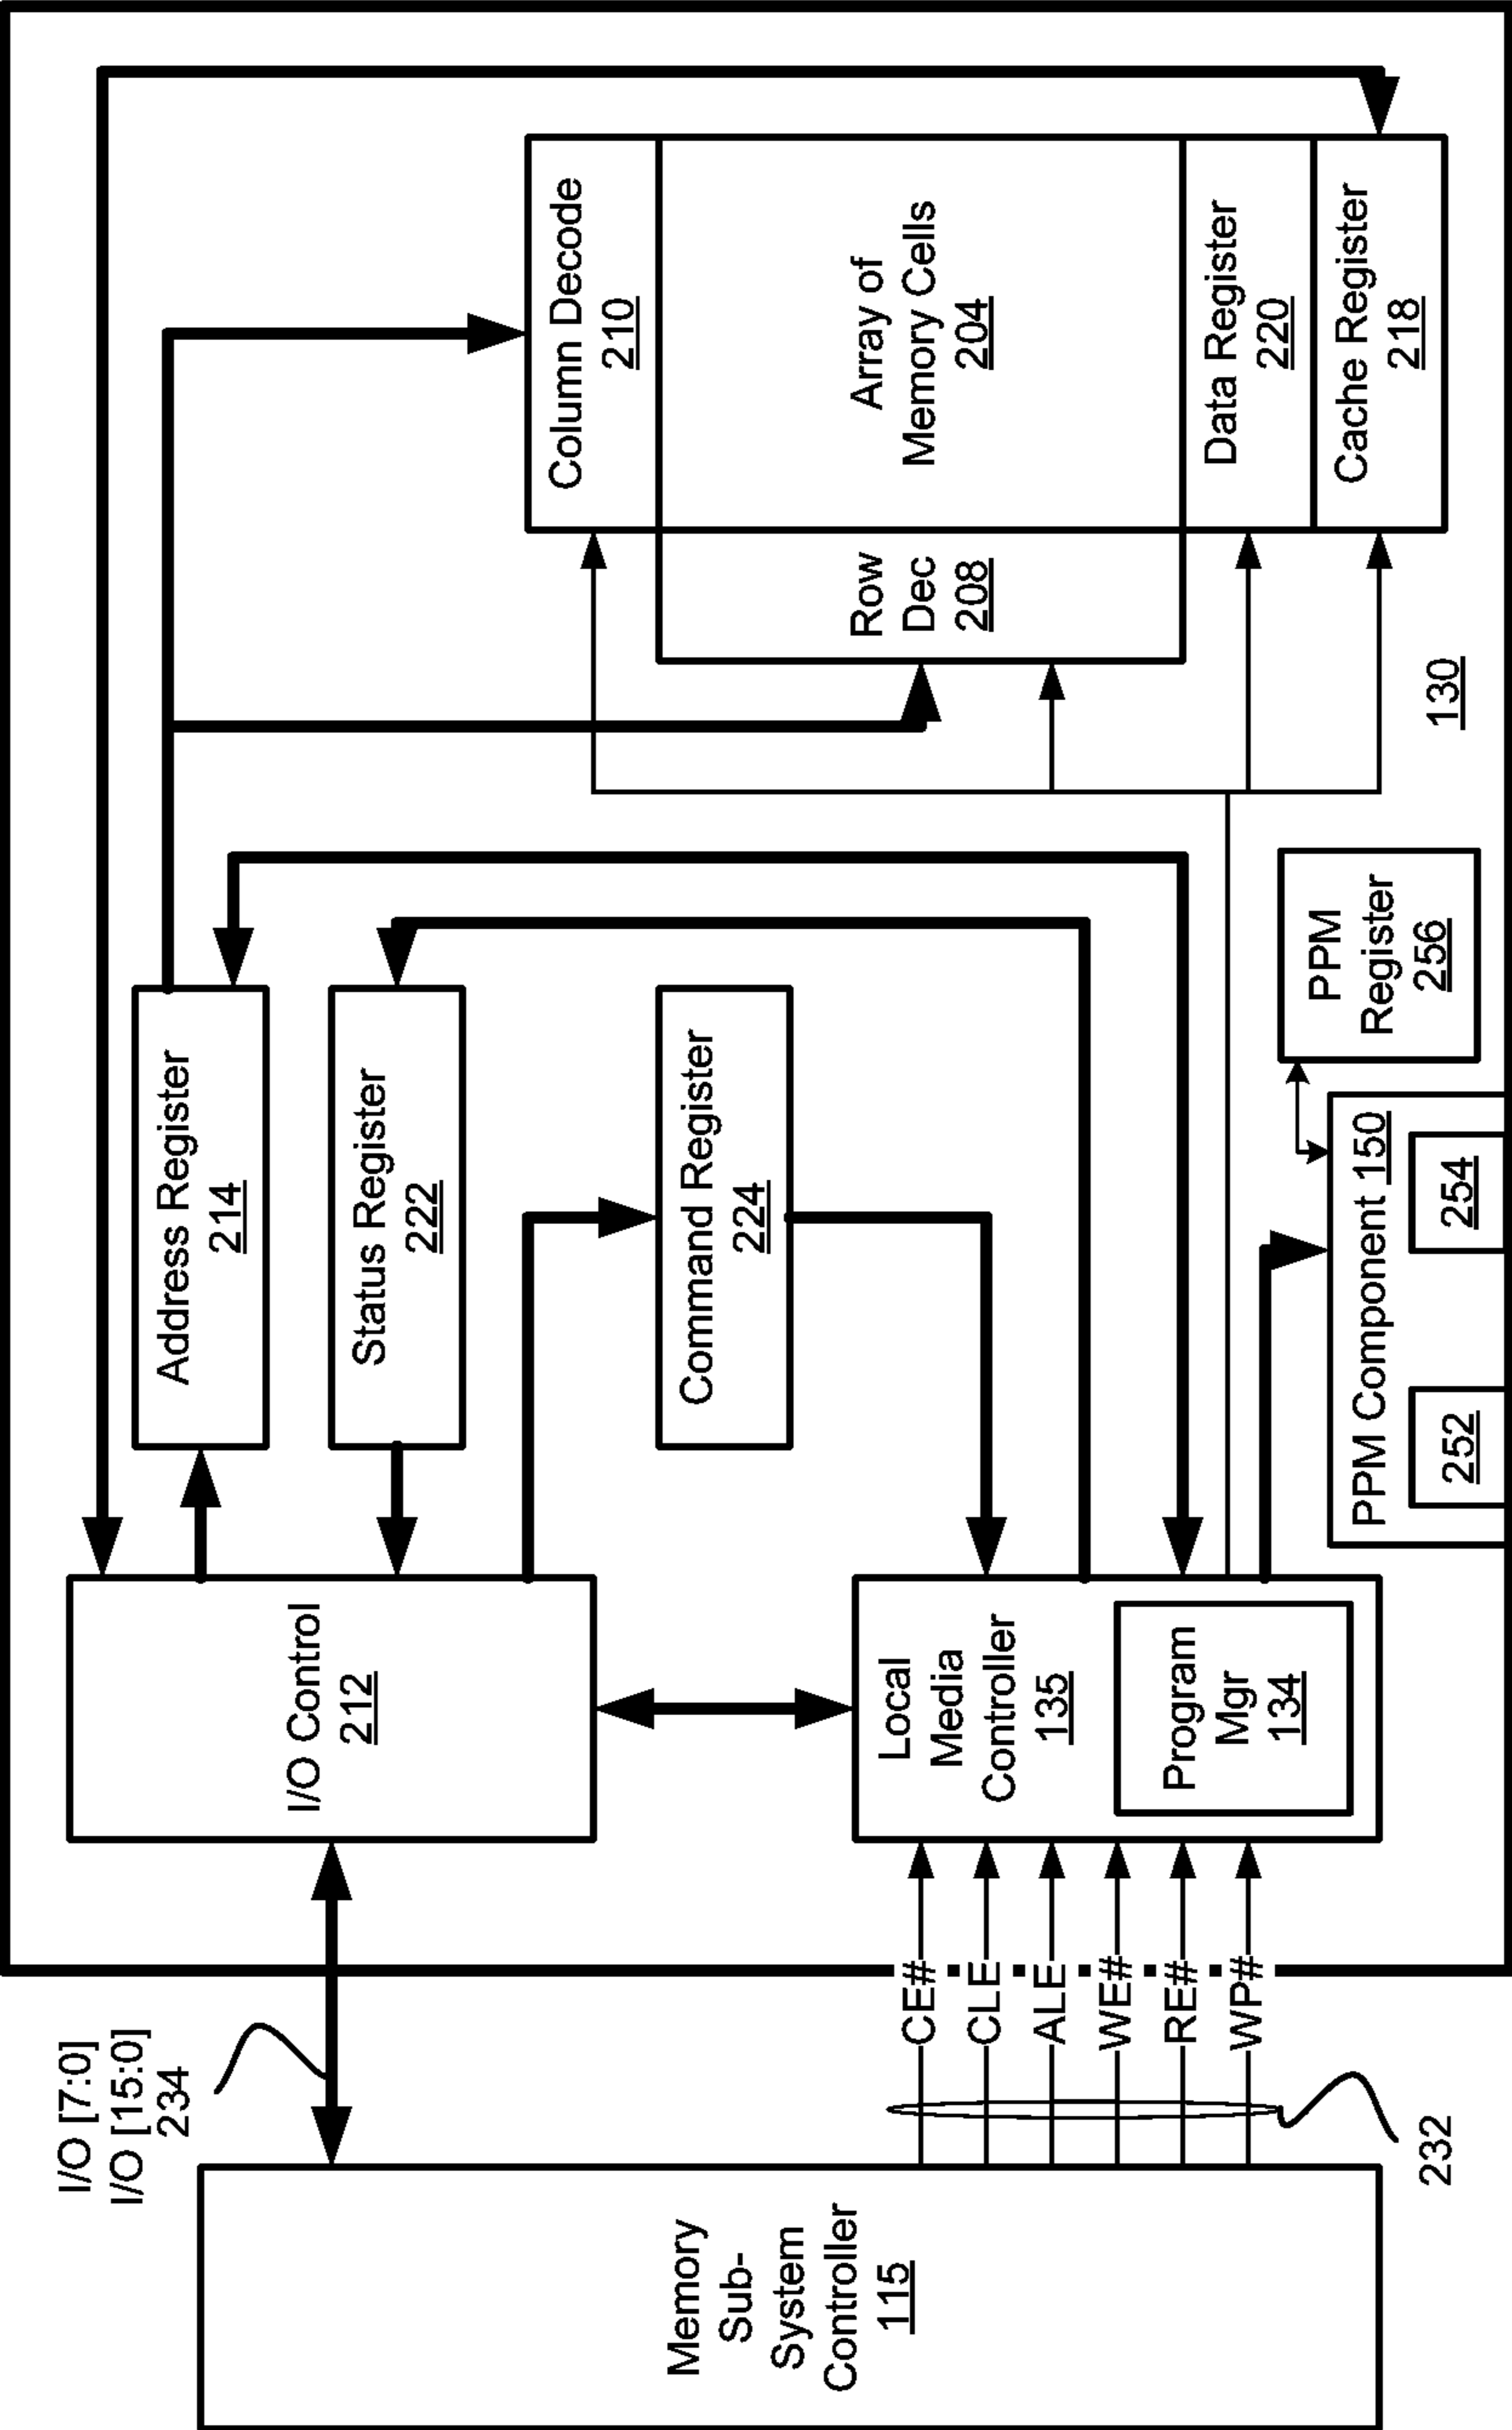 I/O [7:0]
I/O [15:0]
234
Memory
Sub-
System
Controller
115
CE#
CLE
ALE
WE#
RE#
WP#
232
I/O Control
212
Local
Media
Controller
135
Program
Mgr
134
Address Register
214
Status Register
222
Command Register
224
PPM Component 150
252
254
PPM
Register
256
Column Decode
210
Array of
Memory Cells
204
Row
Dec
208
Data Register
220
Cache Register
218
130